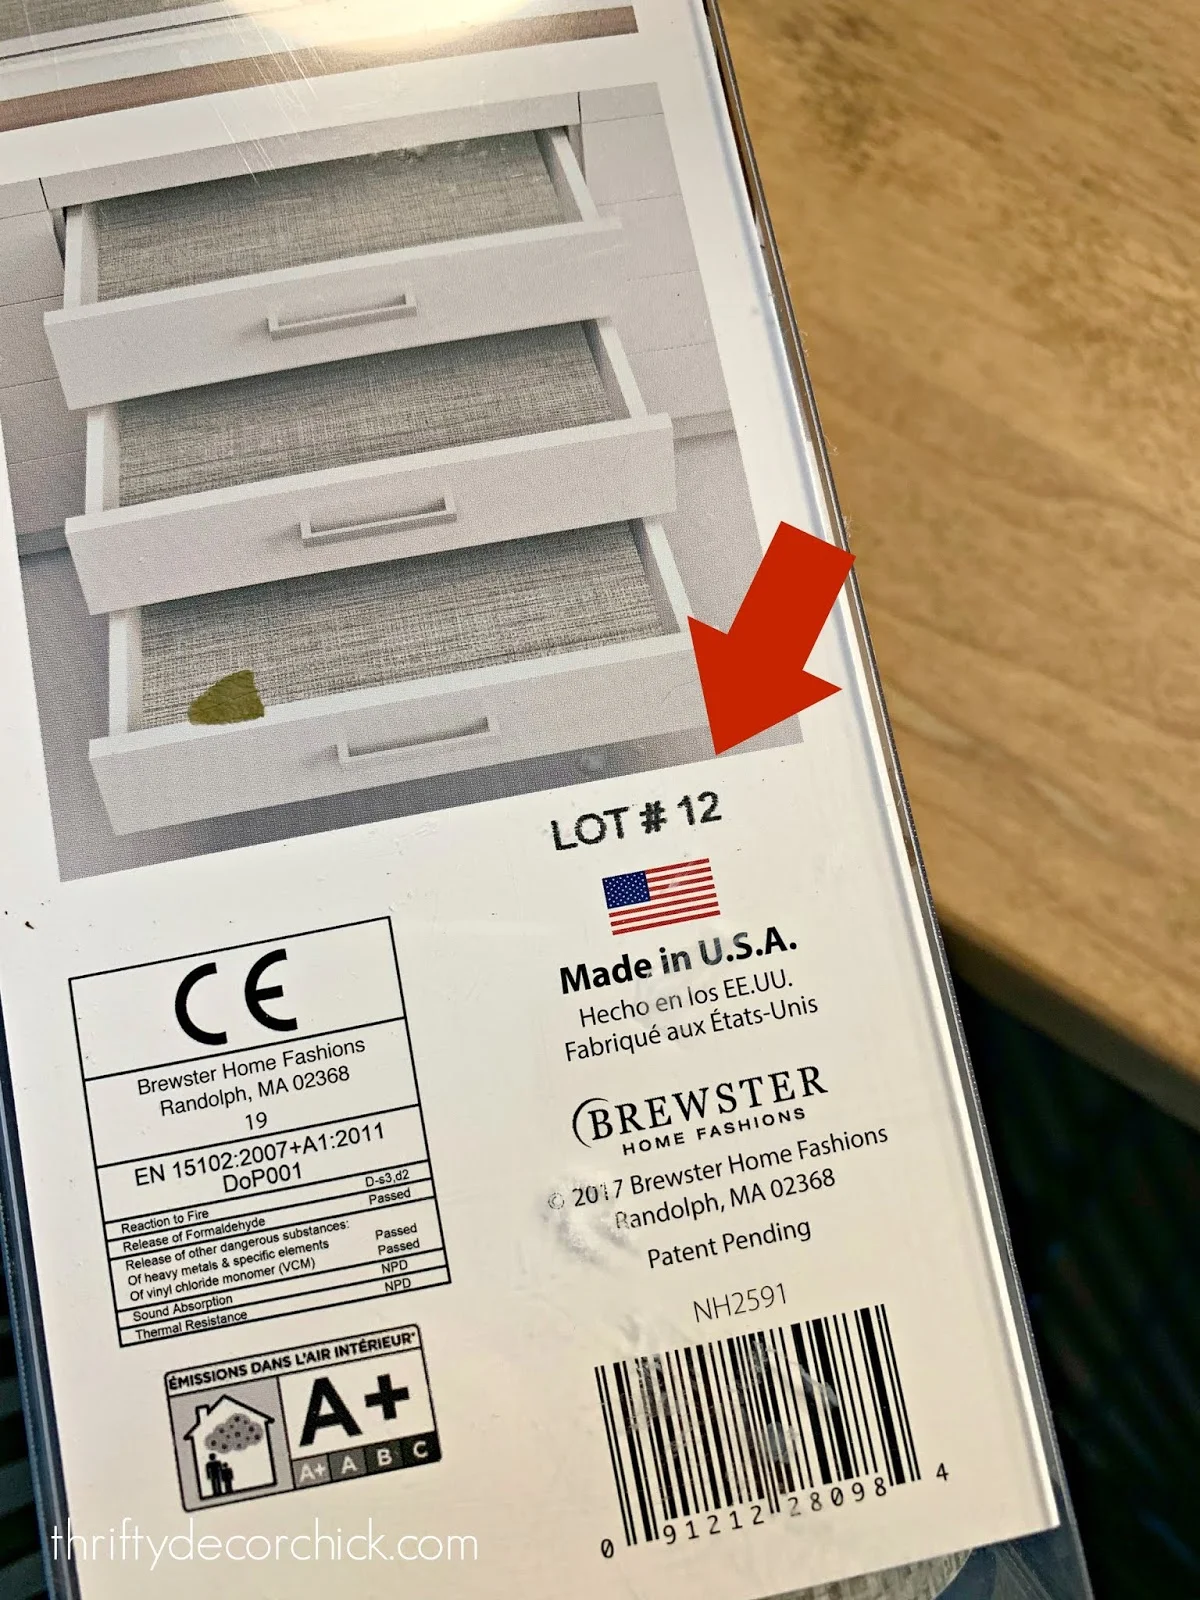 LOT # 12
Made in U.S.A.
Hecho en los EE.UU.
Fabriqué aux États-Unis
BREWSTER
HOME FASHIONS
© 2017 Brewster Home Fashions
Randolph, MA 02368
Patent Pending
NH2591
0 91212 28098 4
CE
Brewster Home Fashions
Randolph, MA 02368
19
EN 15102:2007+A1:2011
DoP001
Reaction to Fire D-s3,d2
Release of Formaldehyde Passed
Release of other dangerous substances:
Of heavy metals & specific elements Passed
Of vinyl chloride monomer (VCM) Passed
Sound Absorption NPD
Thermal Resistance NPD
ÉMISSIONS DANS L'AIR INTÉRIEUR*
A+
A+ A B C
thriftydecorchick.com